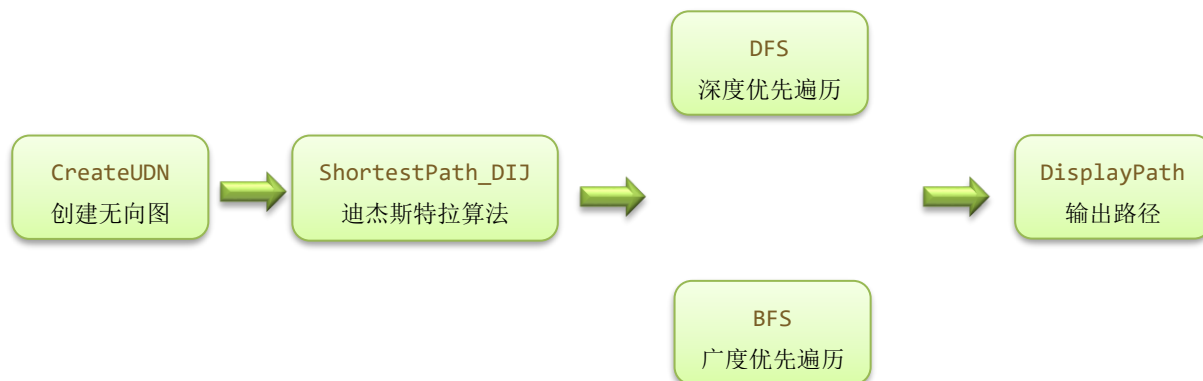 CreateUDN
创建无向图
ShortestPath_DIJ
迪杰斯特拉算法
DFS
深度优先遍历
BFS
广度优先遍历
DisplayPath
输出路径